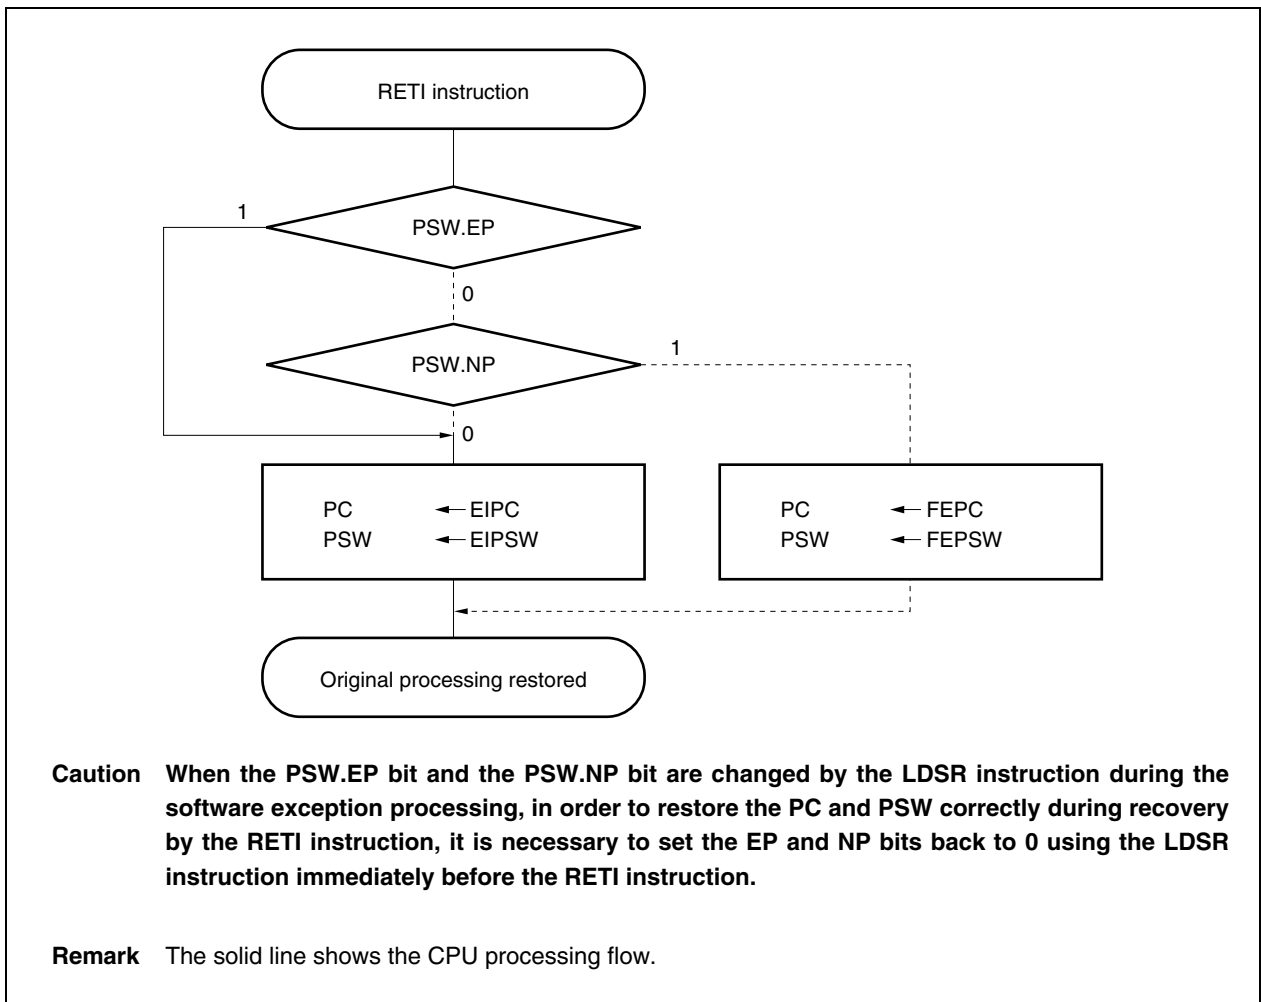 RETI instruction
1
PSW.EP
0
1
PSW.NP
0
PC ← EIPC
PSW ← EIPSW
PC ← FEPC
PSW ← FEPSW
Original processing restored
Caution When the PSW.EP bit and the PSW.NP bit are changed by the LDSR instruction during the
software exception processing, in order to restore the PC and PSW correctly during recovery
by the RETI instruction, it is necessary to set the EP and NP bits back to 0 using the LDSR
instruction immediately before the RETI instruction.
Remark The solid line shows the CPU processing flow.